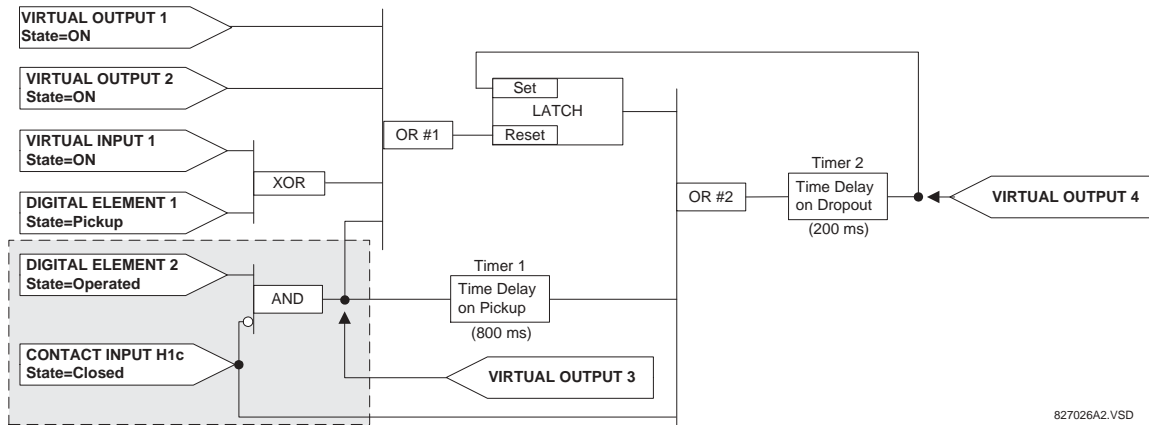 VIRTUAL OUTPUT 1
State=ON
VIRTUAL OUTPUT 2
State=ON
VIRTUAL INPUT 1
State=ON
DIGITAL ELEMENT 1
State=Pickup
DIGITAL ELEMENT 2
State=Operated
CONTACT INPUT H1c
State=Closed
XOR
AND
OR #1
Set
LATCH
Reset
Timer 1
Time Delay
on Pickup
(800 ms)
VIRTUAL OUTPUT 3
OR #2
Timer 2
Time Delay
on Dropout
(200 ms)
VIRTUAL OUTPUT 4
827026A2.VSD